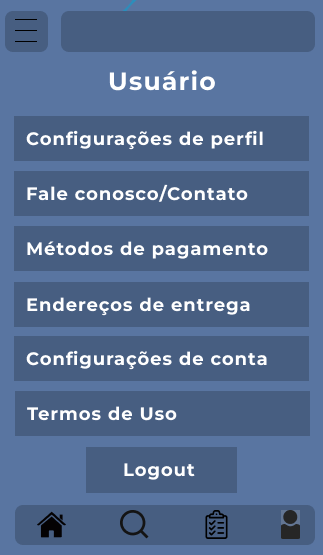 Usuário
Configurações de perfil
Fale conosco/Contato
Métodos de pagamento
Endereços de entrega
Configurações de conta
Termos de Uso
Logout